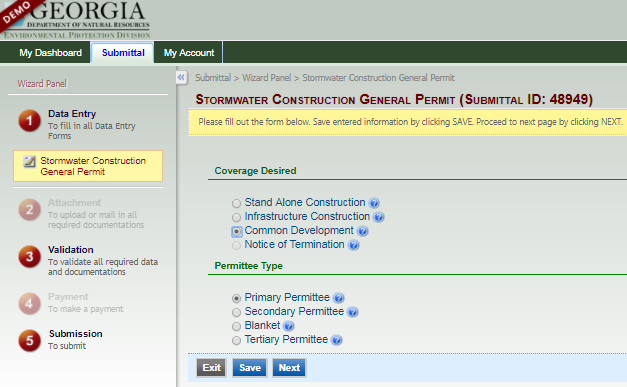 DEMO
GEORGIA
DEPARTMENT OF NATURAL RESOURCES
ENVIRONMENTAL PROTECTION DIVISION
My Dashboard Submittal My Account
Wizard Panel
1 Data Entry
To fill in all Data Entry
Forms
Stormwater Construction
General Permit
2 Attachment
To upload or mail in all
required documentations
3 Validation
To validate all required data
and documentations
4 Payment
To make a payment
5 Submission
To submit
«
Submittal > Wizard Panel > Stormwater Construction General Permit
STORMWATER CONSTRUCTION GENERAL PERMIT (SUBMITTAL ID: 48949)
Please fill out the form below. Save entered information by clicking SAVE. Proceed to next page by clicking NEXT.
Coverage Desired
Stand Alone Construction ?
Infrastructure Construction ?
Common Development ?
Notice of Termination ?
Permittee Type
Primary Permittee ?
Secondary Permittee ?
Blanket ?
Tertiary Permittee ?
Exit Save Next